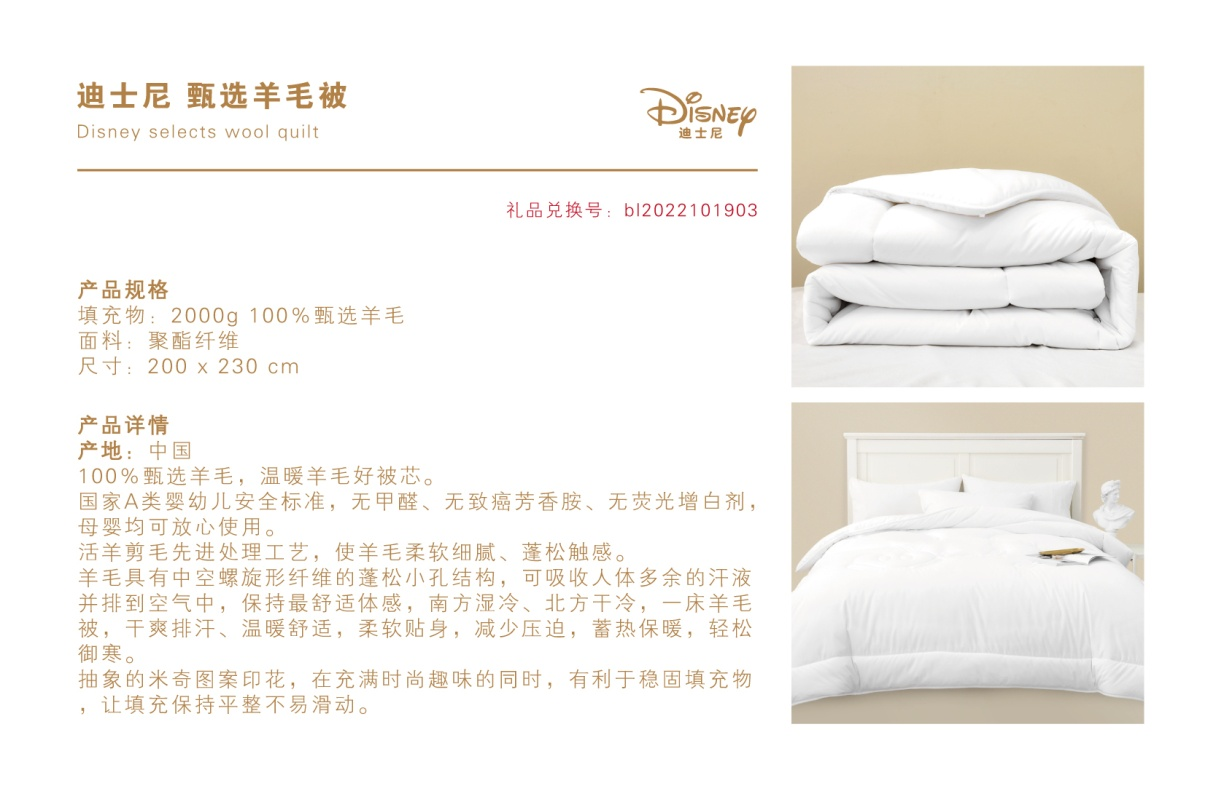 迪士尼 甄选羊毛被
Disney selects wool quilt
Disney
迪士尼
礼品兑换号：bl2022101903
产品规格
填充物：2000g 100%甄选羊毛
面料：聚酯纤维
尺寸：200 x 230 cm
产品详情
产地：中国
100%甄选羊毛，温暖羊毛好被芯。
国家A类婴幼儿安全标准，无甲醛、无致癌芳香胺、无荧光增白剂，
母婴均可放心使用。
活羊剪毛先进处理工艺，使羊毛柔软细腻、蓬松触感。
羊毛具有中空螺旋形纤维的蓬松小孔结构，可吸收人体多余的汗液
并排到空气中，保持最舒适体感，南方湿冷、北方干冷，一床羊毛
被，干爽排汗、温暖舒适，柔软贴身，减少压迫，蓄热保暖，轻松
御寒。
抽象的米奇图案印花，在充满时尚趣味的同时，有利于稳固填充物
，让填充保持平整不易滑动。